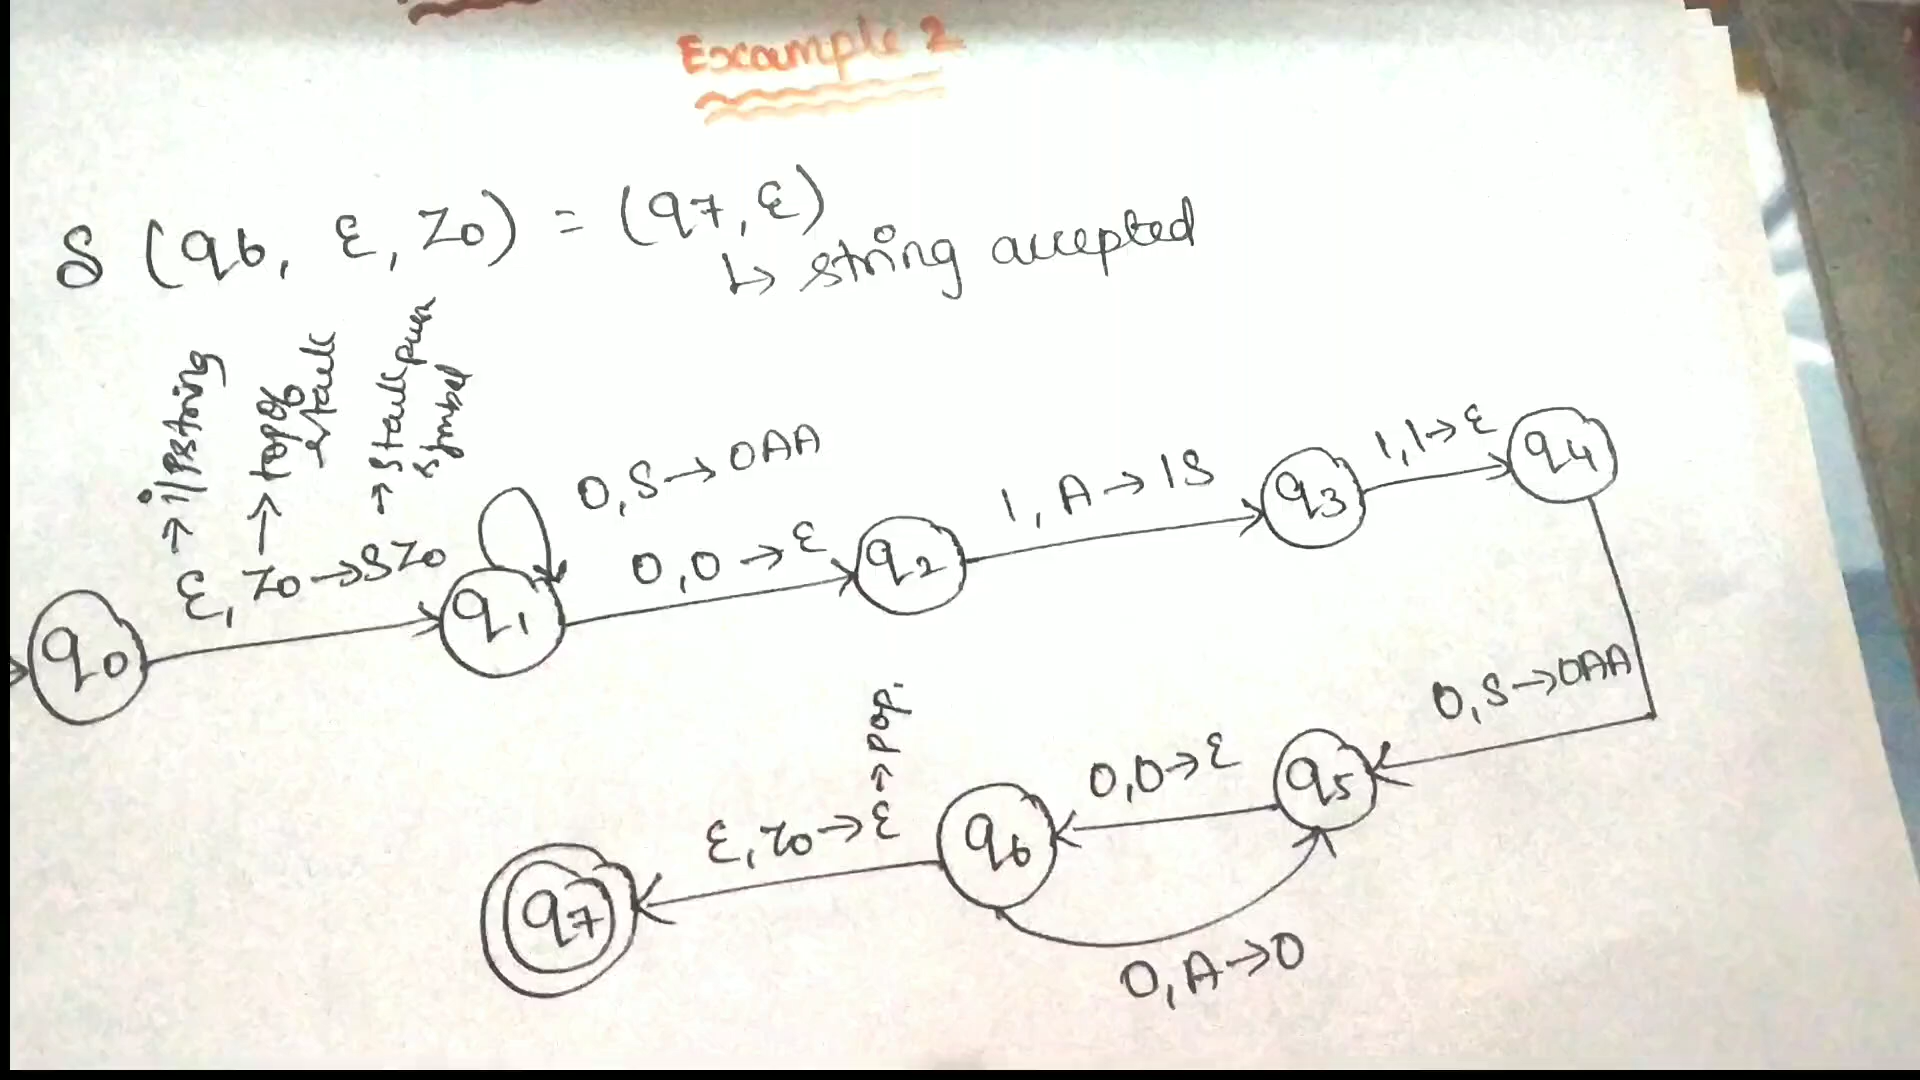 Example 2
δ (q6, ε, Z0) = (q7, ε)
↳ string accepted
→ i/p string
→ top of stack
→ stack push symbol
ε, Z0 → SZ0
0, S → 0AA
0, 0 → ε
1, A → 1S
1, 1 → ε
q0
q1
q2
q3
q4
0, S → 0AA
0, 0 → ε
q5
→ pop.
ε, Z0 → ε
q6
q7
0, A → 0